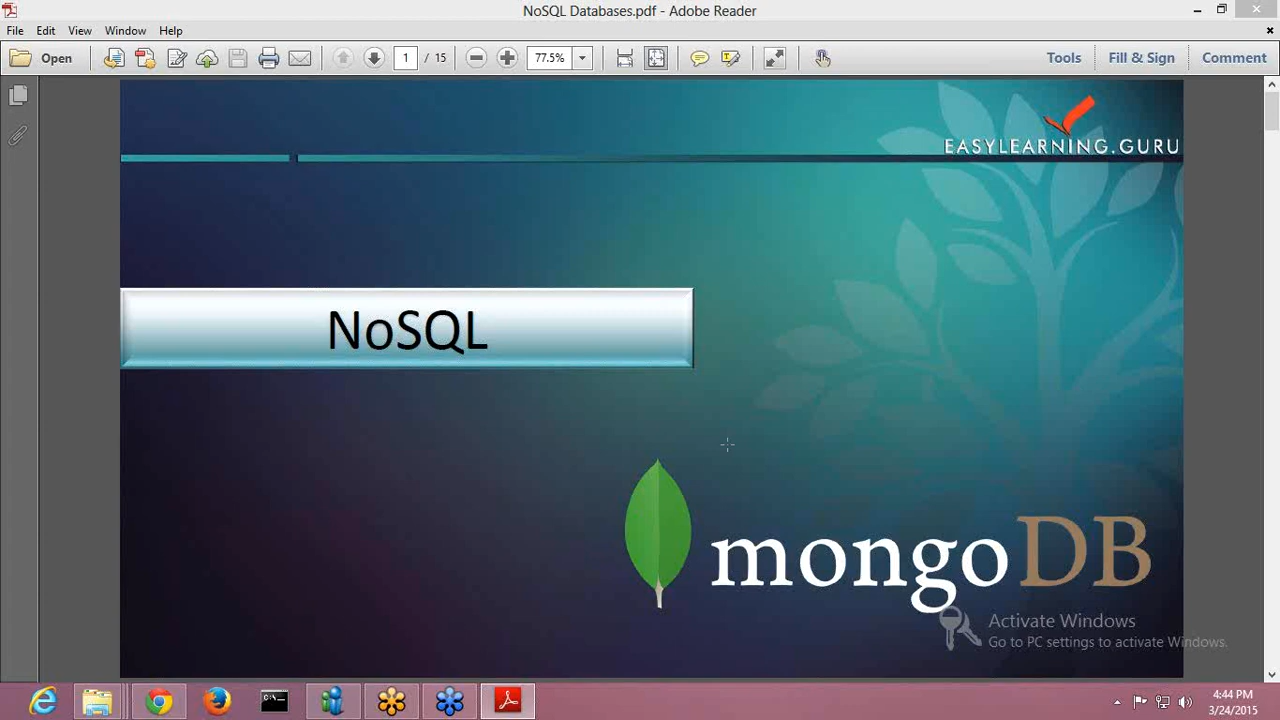 NoSQL Databases.pdf - Adobe Reader
File Edit View Window Help
Open 1 / 15 77.5% Tools Fill & Sign Comment
EASYLEARNING.GURU
NoSQL
mongoDB
Activate Windows
Go to PC settings to activate Windows.
C:\
4:44 PM
3/24/2015